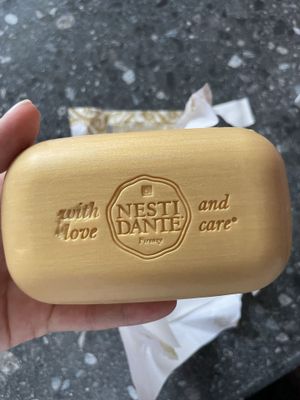 with
love
NESTI
DANTE
Firenze
and
care®